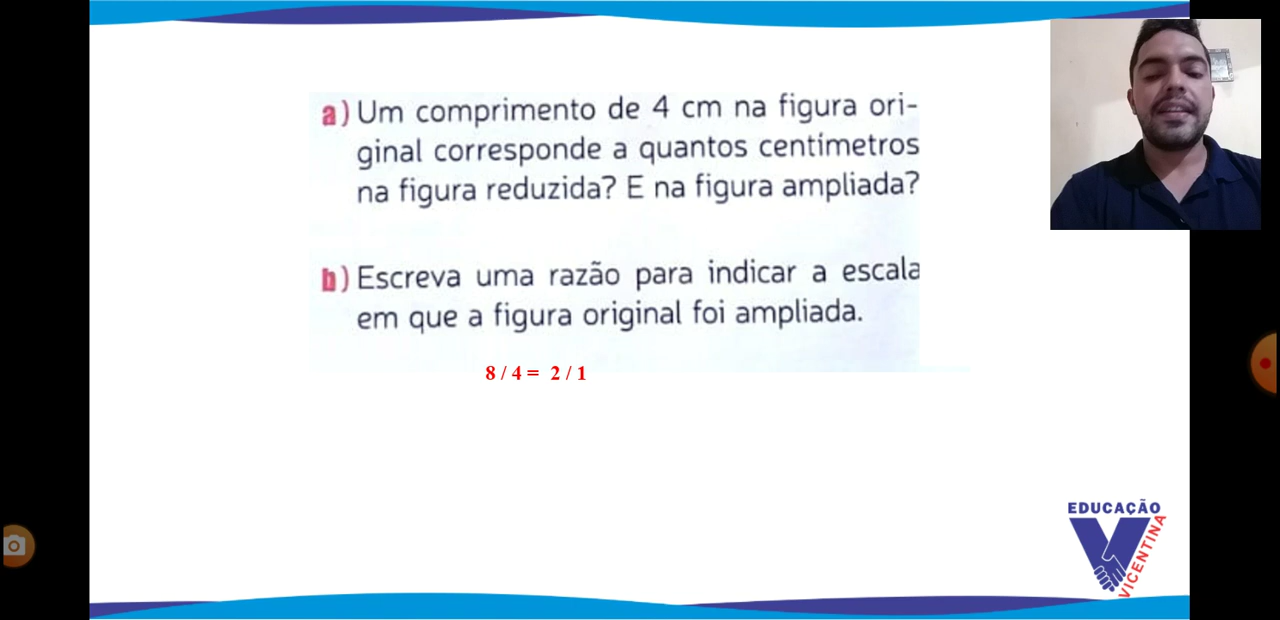 a) Um comprimento de 4 cm na figura ori-
ginal corresponde a quantos centímetros
na figura reduzida? E na figura ampliada?
b) Escreva uma razão para indicar a escala
em que a figura original foi ampliada.
8 / 4 = 2 / 1
EDUCAÇÃO
VICENTINA